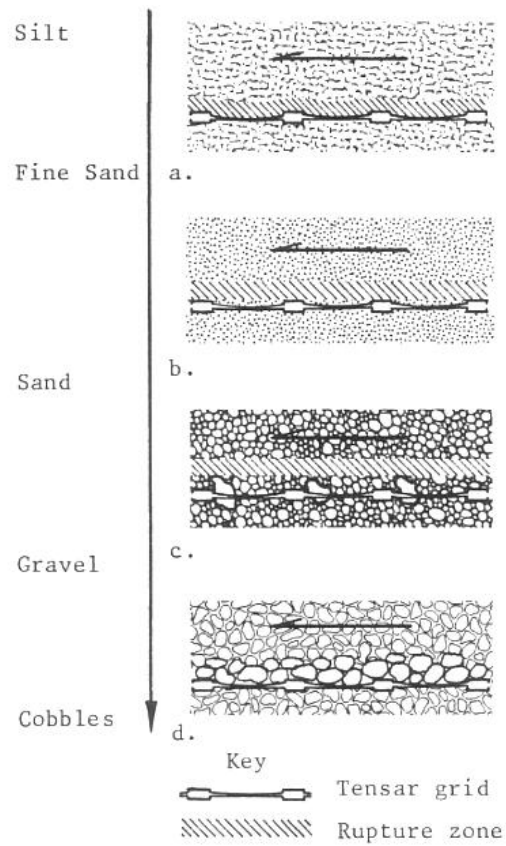 Silt
Fine Sand
a.
b.
Sand
c.
Gravel
d.
Cobbles
Key
Tensar grid
Rupture zone